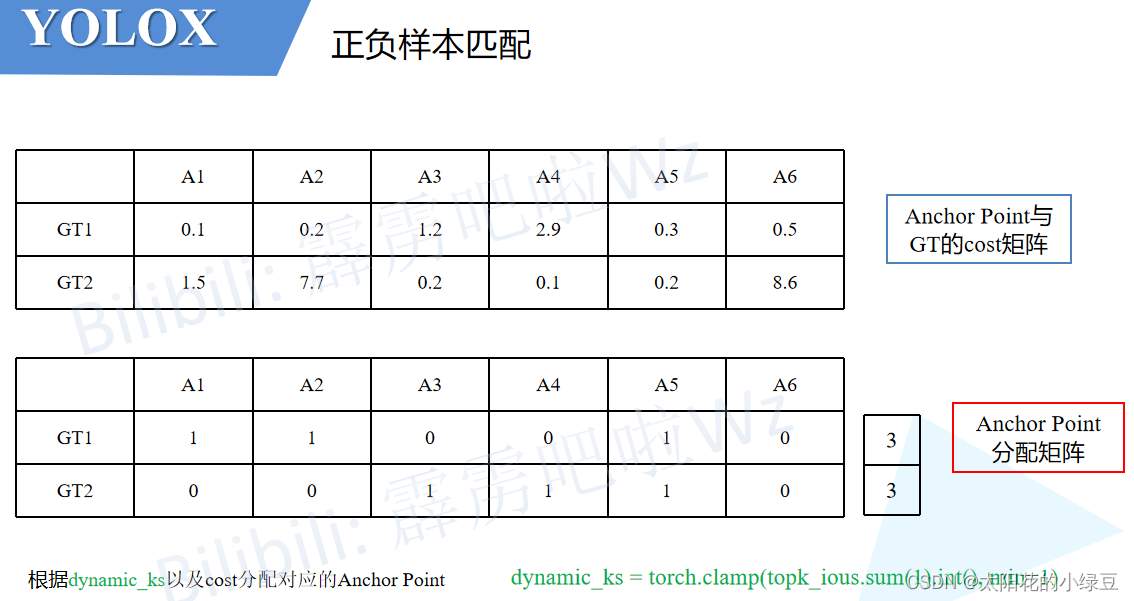 YOLOX
正负样本匹配
A1 A2 A3 A4 A5 A6
GT1 0.1 0.2 1.2 2.9 0.3 0.5
GT2 1.5 7.7 0.2 0.1 0.2 8.6
Anchor Point与
GT的cost矩阵
Bilibili: 霹雳吧啦Wz
A1 A2 A3 A4 A5 A6
GT1 1 1 0 0 1 0
GT2 0 0 1 1 1 0
3
3
Anchor Point
分配矩阵
Bilibili: 霹雳吧啦Wz
根据dynamic_ks以及cost分配对应的Anchor Point
dynamic_ks = torch.clamp(topk_ious.sum(1).int(), min=1)
CSDN @太阳花的小绿豆